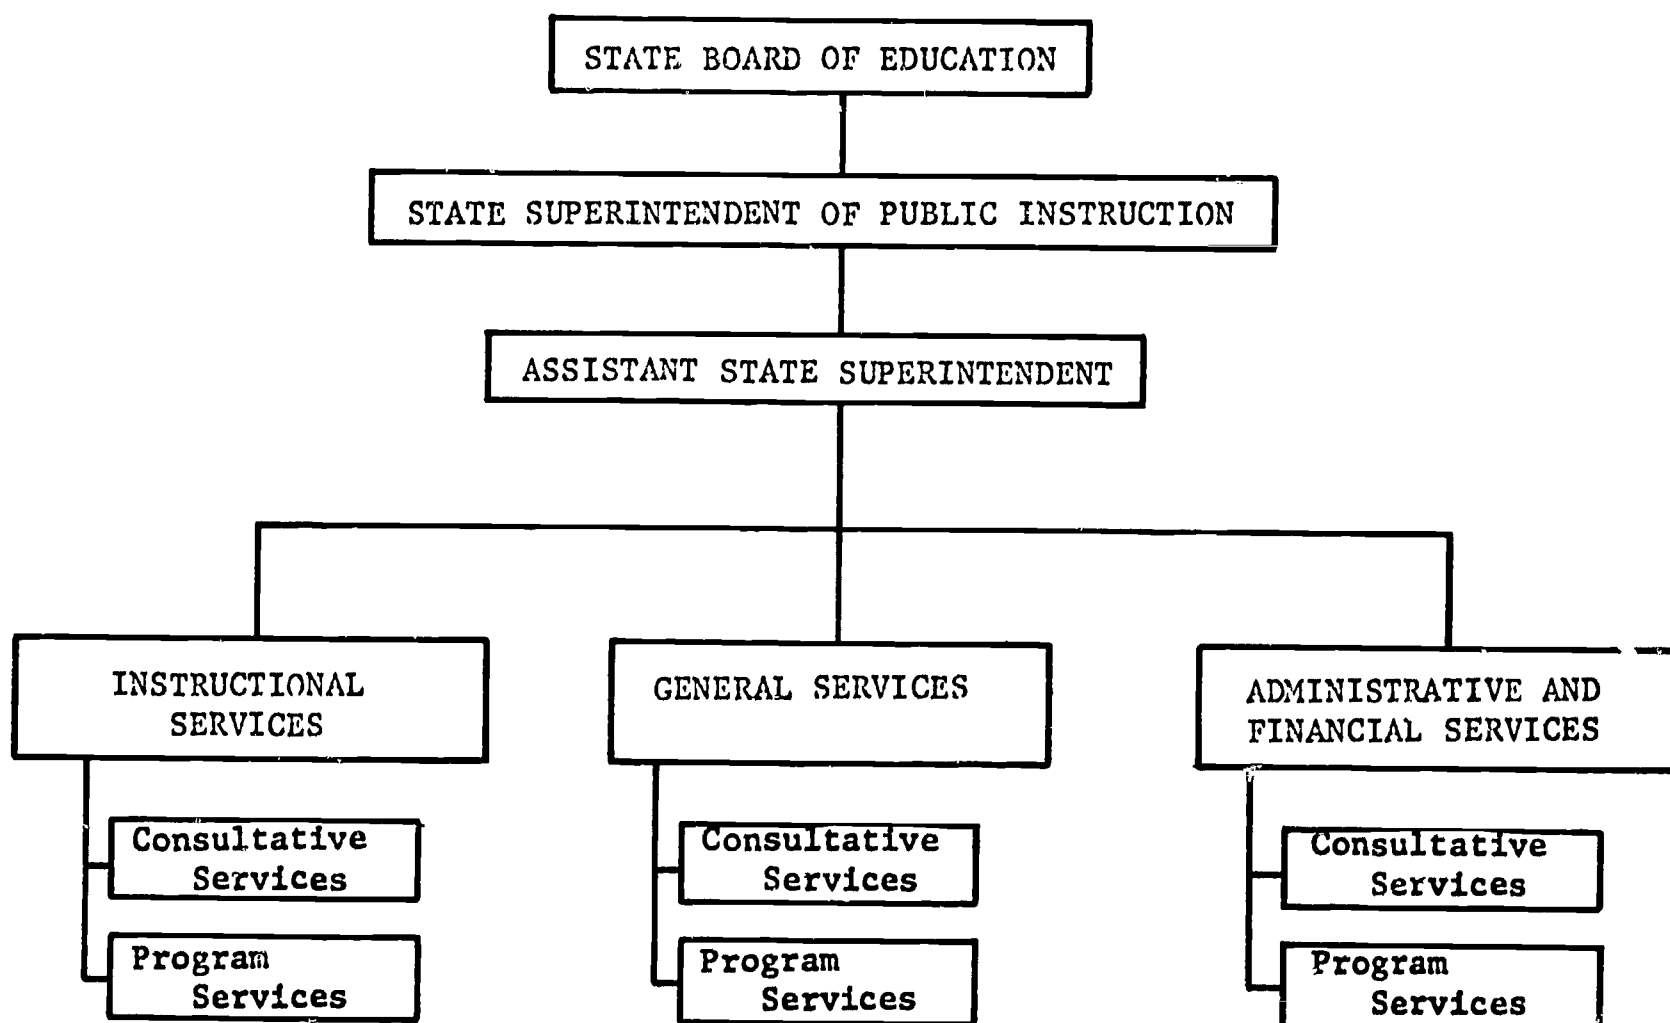 STATE BOARD OF EDUCATION
STATE SUPERINTENDENT OF PUBLIC INSTRUCTION
ASSISTANT STATE SUPERINTENDENT
INSTRUCTIONAL
SERVICES
GENERAL SERVICES
ADMINISTRATIVE AND
FINANCIAL SERVICES
Consultative
Services
Program
Services
Consultative
Services
Program
Services
Consultative
Services
Program
Services